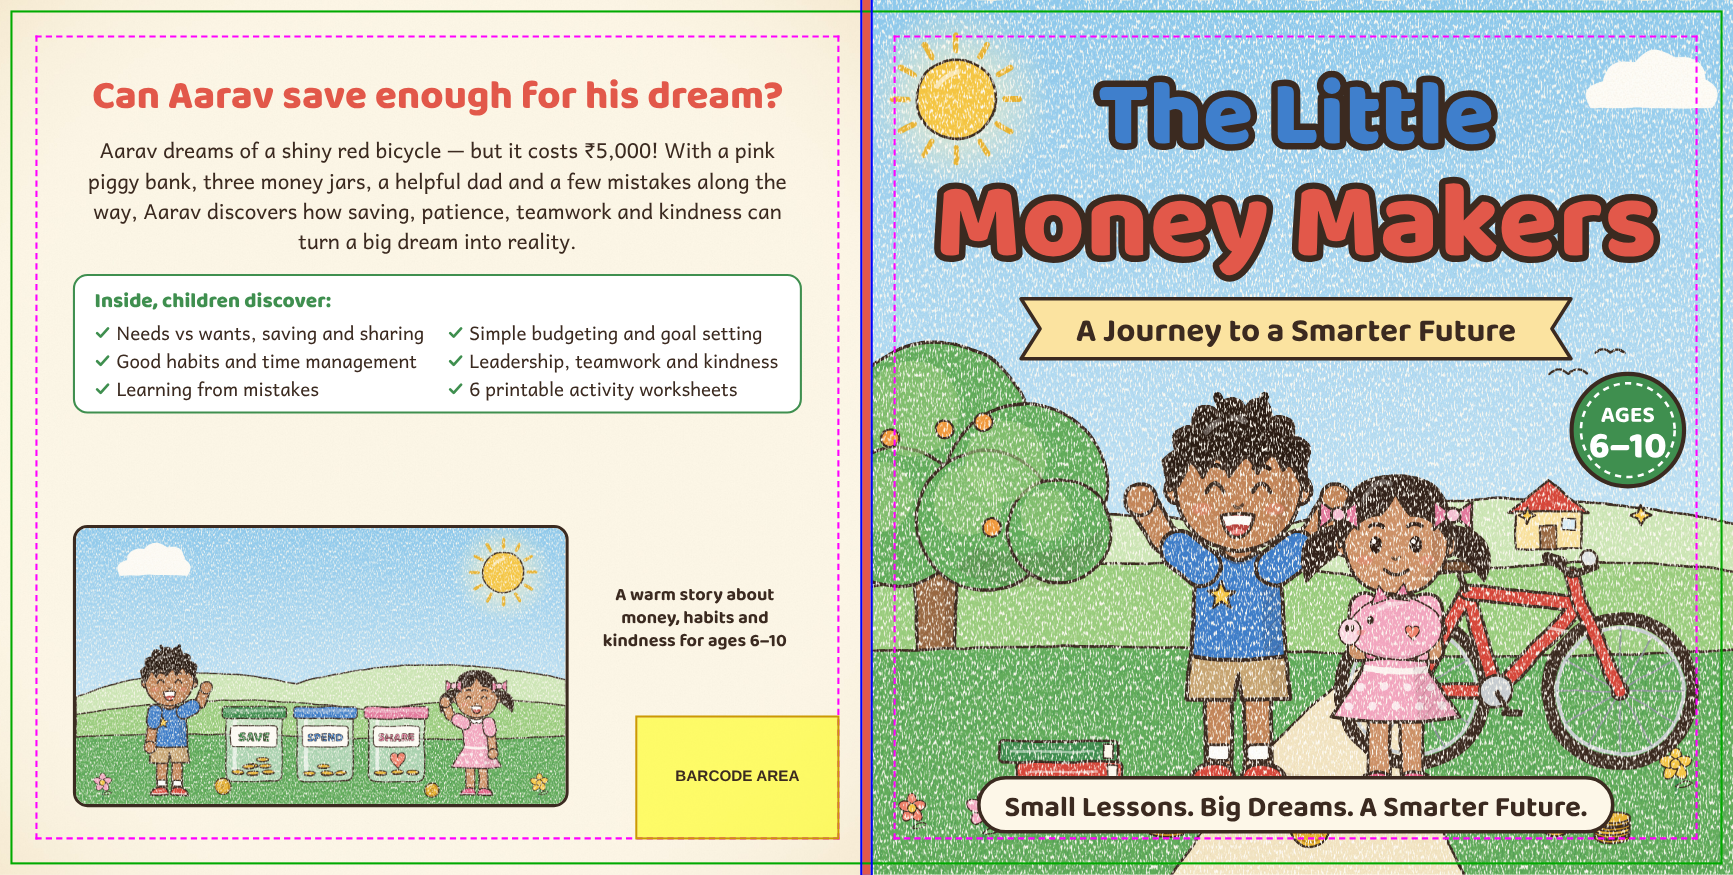 Can Aarav save enough for his dream?
Aarav dreams of a shiny red bicycle — but it costs ₹5,000! With a pink
piggy bank, three money jars, a helpful dad and a few mistakes along the
way, Aarav discovers how saving, patience, teamwork and kindness can
turn a big dream into reality.
Inside, children discover:
✓ Needs vs wants, saving and sharing
✓ Good habits and time management
✓ Learning from mistakes
✓ Simple budgeting and goal setting
✓ Leadership, teamwork and kindness
✓ 6 printable activity worksheets
SAVE
SPEND
SHARE
A warm story about
money, habits and
kindness for ages 6–10
BARCODE AREA
The Little
Money Makers
A Journey to a Smarter Future
AGES
6–10
Small Lessons. Big Dreams. A Smarter Future.